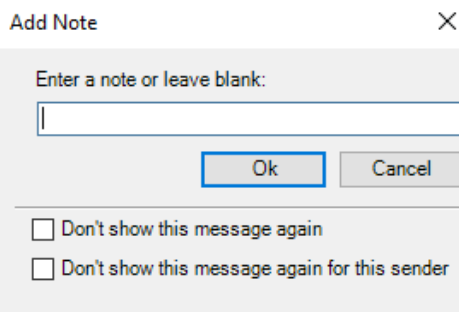 Add Note
Enter a note or leave blank:
Ok Cancel
Don't show this message again
Don't show this message again for this sender